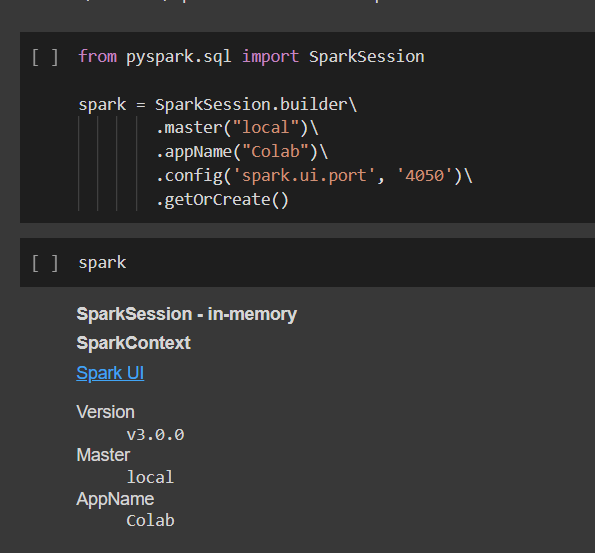 [ ] from pyspark.sql import SparkSession
spark = SparkSession.builder\
.master("local")\
.appName("Colab")\
.config('spark.ui.port', '4050')\
.getOrCreate()
[ ] spark
SparkSession - in-memory
SparkContext
Spark UI
Version
v3.0.0
Master
local
AppName
Colab